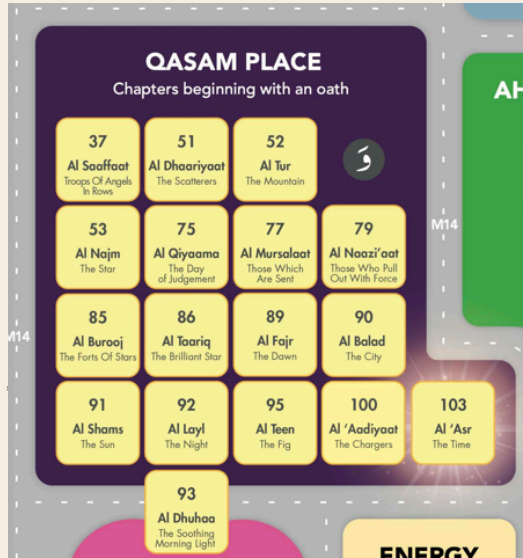 QASAM PLACE
Chapters beginning with an oath
37
Al Saaffaat
Troops Of Angels
In Rows
51
Al Dhaariyaat
The Scatterers
52
Al Tur
The Mountain
وَ
53
Al Najm
The Star
75
Al Qiyaama
The Day
of Judgement
77
Al Mursalaat
Those Which
Are Sent
79
Al Naazi’aat
Those Who Pull
Out With Force
85
Al Burooj
The Forts Of Stars
86
Al Taariq
The Brilliant Star
89
Al Fajr
The Dawn
90
Al Balad
The City
91
Al Shams
The Sun
92
Al Layl
The Night
95
Al Teen
The Fig
100
Al ‘Aadiyaat
The Chargers
103
Al ‘Asr
The Time
93
Al Dhuhaa
The Soothing
Morning Light
AH
M14
M14
ENERGY